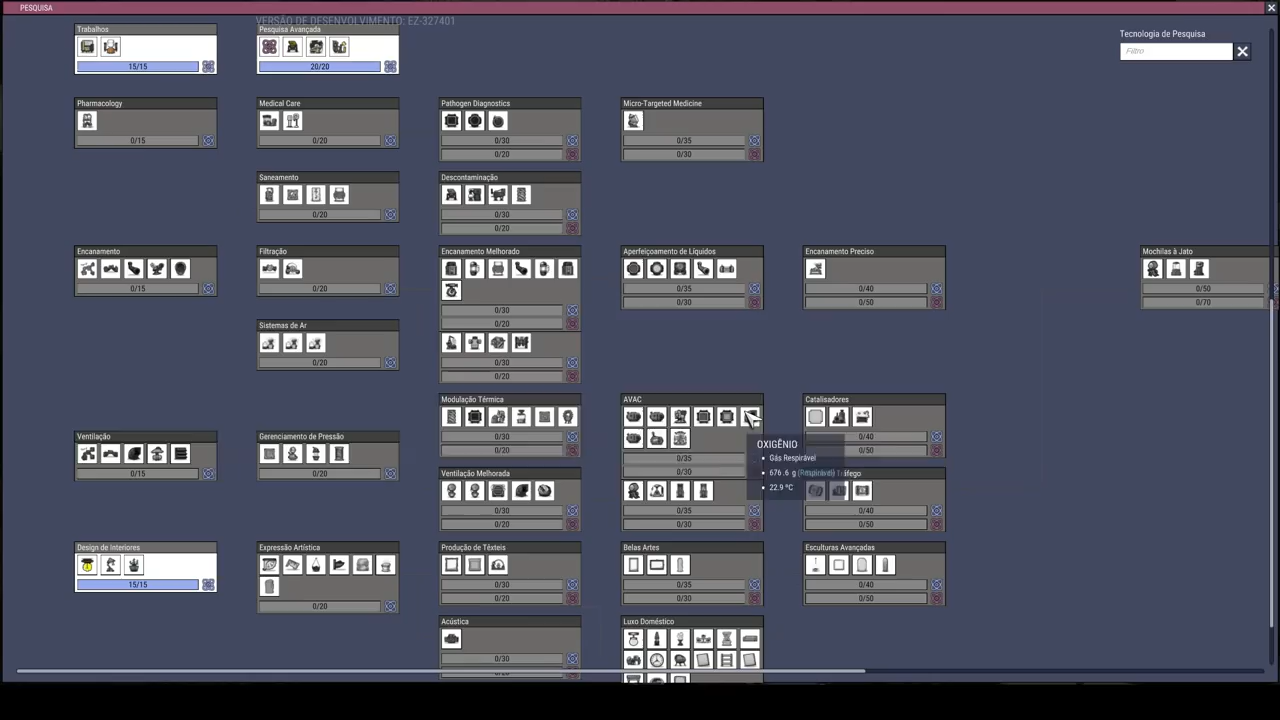 PESQUISA
VERSÃO DE DESENVOLVIMENTO: EZ-327401
Trabalhos
Pesquisa Avançada
Tecnologia de Pesquisa
Filtro
15/15
20/20
Pharmacology
Medical Care
Pathogen Diagnostics
Micro-Targeted Medicine
0/15
0/20
0/30
0/35
0/20
0/30
Saneamento
Descontaminação
0/20
0/30
0/20
Encanamento
Filtração
Encanamento Melhorado
Aperfeiçoamento de Líquidos
Encanamento Preciso
Mochilas à Jato
0/15
0/20
0/35
0/40
0/50
0/30
0/50
0/70
0/30
0/20
Sistemas de Ar
0/20
0/30
0/20
Modulação Térmica
AVAC
Catalisadores
0/30
0/40
0/20
0/50
0/35
0/30
Ventilação
Gerenciamento de Pressão
0/15
0/20
OXIGÊNIO
Gás Respirável
676.6 g (Respirável)
22.9 ºC
Ventilação Melhorada
0/30
0/35
0/40
0/20
0/30
0/50
Design de Interiores
Expressão Artística
Produção de Têxteis
Belas Artes
Esculturas Avançadas
15/15
0/20
0/30
0/35
0/40
0/20
0/30
0/50
Acústica
Luxo Doméstico
0/30